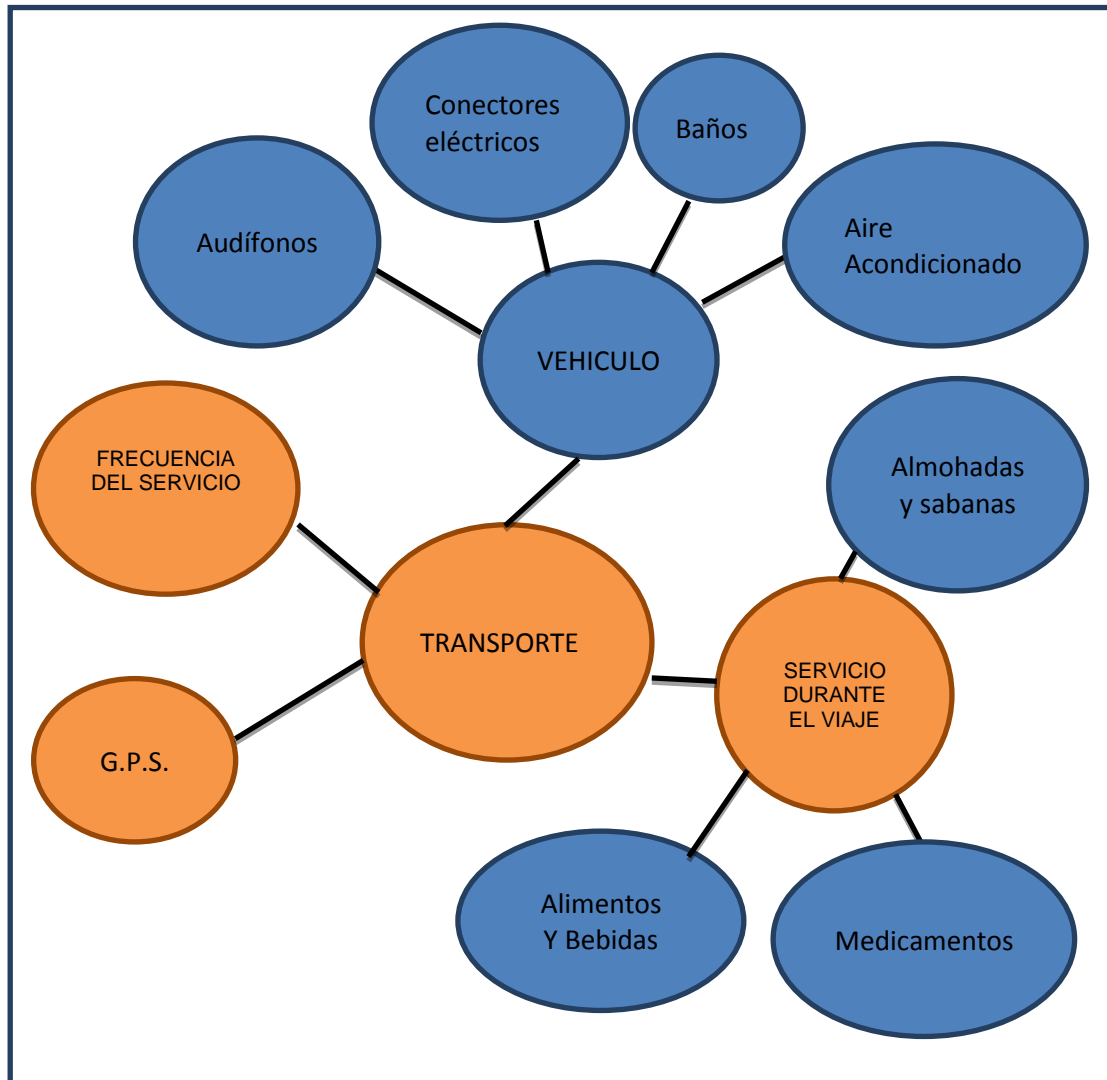 Conectores
eléctricos
Baños
Audífonos
Aire
Acondicionado
VEHICULO
FRECUENCIA
DEL SERVICIO
Almohadas
y sabanas
TRANSPORTE
SERVICIO
DURANTE
EL VIAJE
G.P.S.
Alimentos
Y Bebidas
Medicamentos